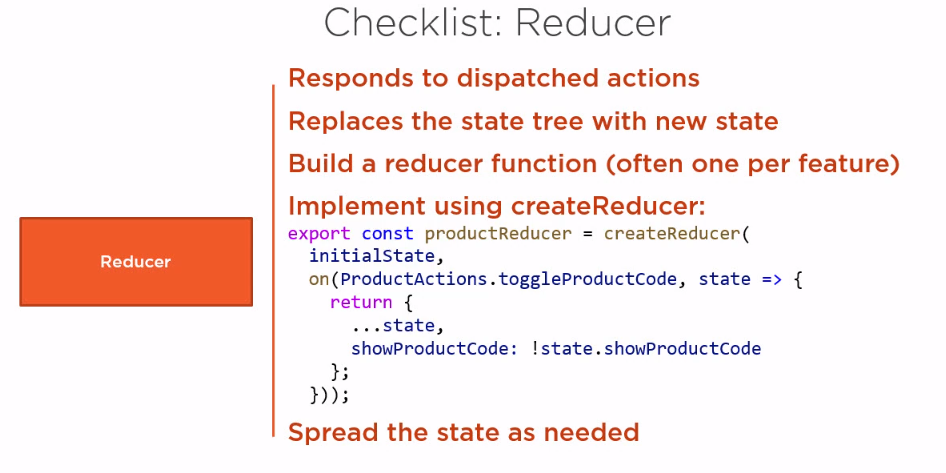 Checklist: Reducer
Responds to dispatched actions
Replaces the state tree with new state
Build a reducer function (often one per feature)
Implement using createReducer:
export const productReducer = createReducer(
  initialState,
  on(ProductActions.toggleProductCode, state => {
    return {
      ...state,
      showProductCode: !state.showProductCode
    };
  }));
Spread the state as needed
Reducer